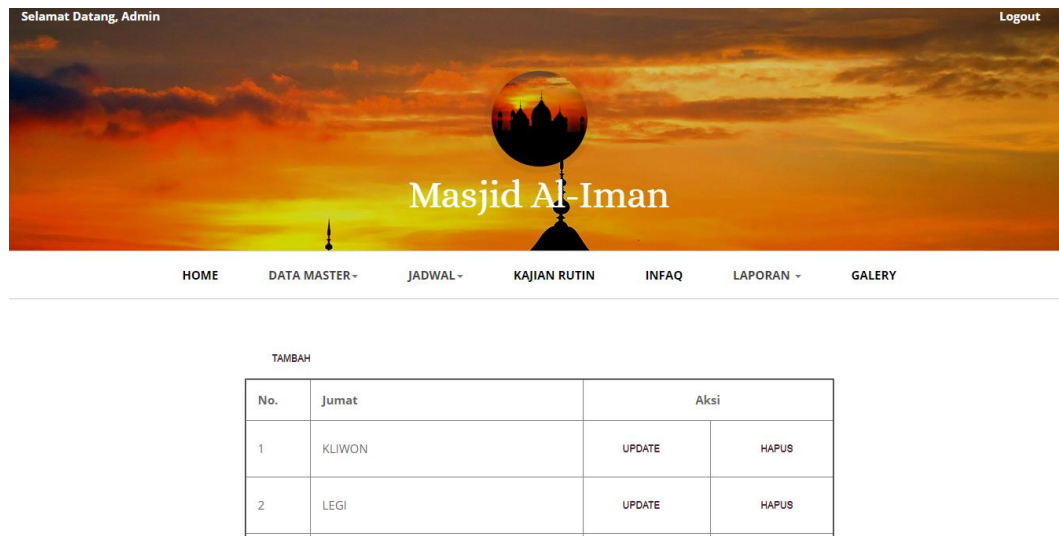 Selamat Datang, Admin Logout
Masjid Al-Iman
HOME DATA MASTER JADWAL KAJIAN RUTIN INFAQ LAPORAN GALERY
TAMBAH
No. Jumat Aksi
1 KLIWON UPDATE HAPUS
2 LEGI UPDATE HAPUS